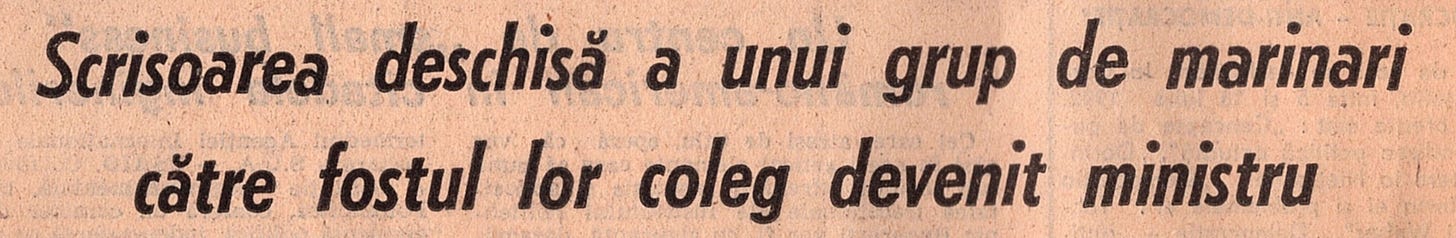 Scrisoarea deschisă a unui grup de marinari
către fostul lor coleg devenit ministru